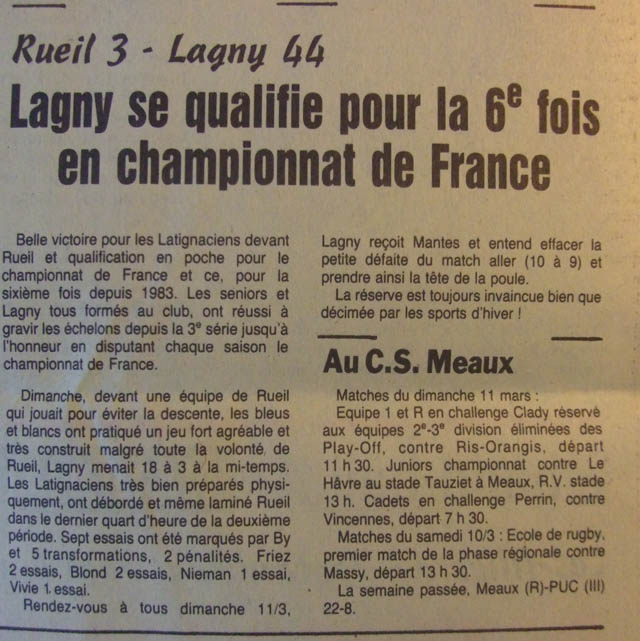 Rueil 3 - Lagny 44
Lagny se qualifie pour la 6e fois
en championnat de France
Belle victoire pour les Latignaciens devant
Rueil et qualification en poche pour le
championnat de France et ce, pour la
sixième fois depuis 1983. Les seniors et
Lagny tous formés au club, ont réussi à
gravir les échelons depuis la 3e série jusqu'à
l'honneur en disputant chaque saison le
championnat de France.
Dimanche, devant une équipe de Rueil
qui jouait pour éviter la descente, les bleus
et blancs ont pratiqué un jeu fort agréable et
très construit malgré toute la volonté de
Rueil, Lagny menait 18 à 3 à la mi-temps.
Les Latignaciens très bien préparés physi-
quement, ont débordé et même laminé Rueil
dans le dernier quart d'heure de la deuxième
période. Sept essais ont été marqués par By
et 5 transformations, 2 pénalités. Friez
2 essais, Blond 2 essais, Nieman 1 essai,
Vivie 1 essai.
Rendez-vous à tous dimanche 11/3,
Lagny reçoit Mantes et entend effacer la
petite défaite du match aller (10 à 9) et
prendre ainsi la tête de la poule.
La réserve est toujours invaincue bien que
décimée par les sports d'hiver !
Au C.S. Meaux
Matches du dimanche 11 mars :
Equipe 1 et R en challenge Clady réservé
aux équipes 2e-3e division éliminées des
Play-Off, contre Ris-Orangis, départ
11 h 30. Juniors championnat contre Le
Hâvre au stade Tauziet à Meaux, R.V. stade
13 h. Cadets en challenge Perrin, contre
Vincennes, départ 7 h 30.
Matches du samedi 10/3 : Ecole de rugby,
premier match de la phase régionale contre
Massy, départ 13 h 30.
La semaine passée, Meaux (R)-PUC (III)
22-8.